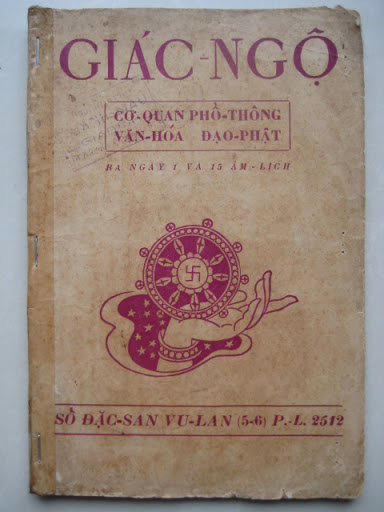 GIÁC-NGỘ
CƠ-QUAN PHỔ-THÔNG
VĂN-HÓA ĐẠO-PHẬT
RA NGÀY 1 VÀ 15 ÂM-LỊCH
SỐ ĐẶC-SAN VU-LAN (5-6) P.-L. 2512